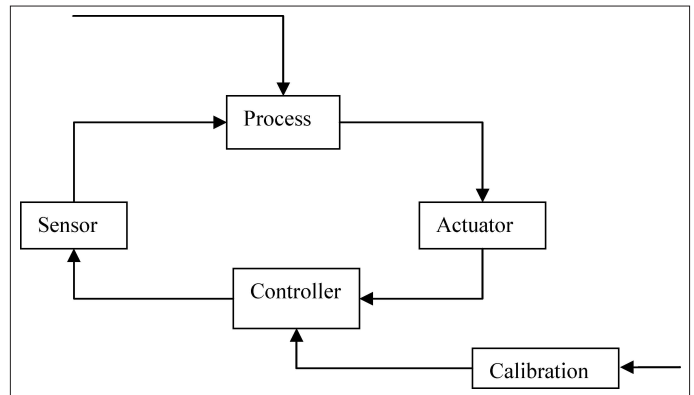 Process
Sensor
Actuator
Controller
Calibration